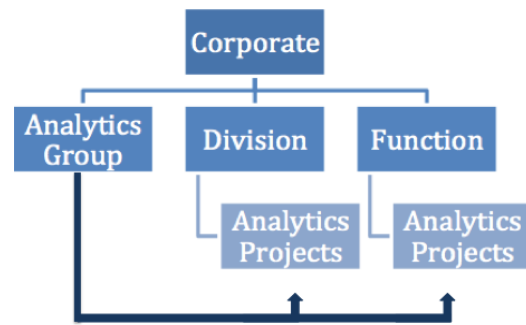 Corporate
Analytics
Group
Division
Function
Analytics
Projects
Analytics
Projects